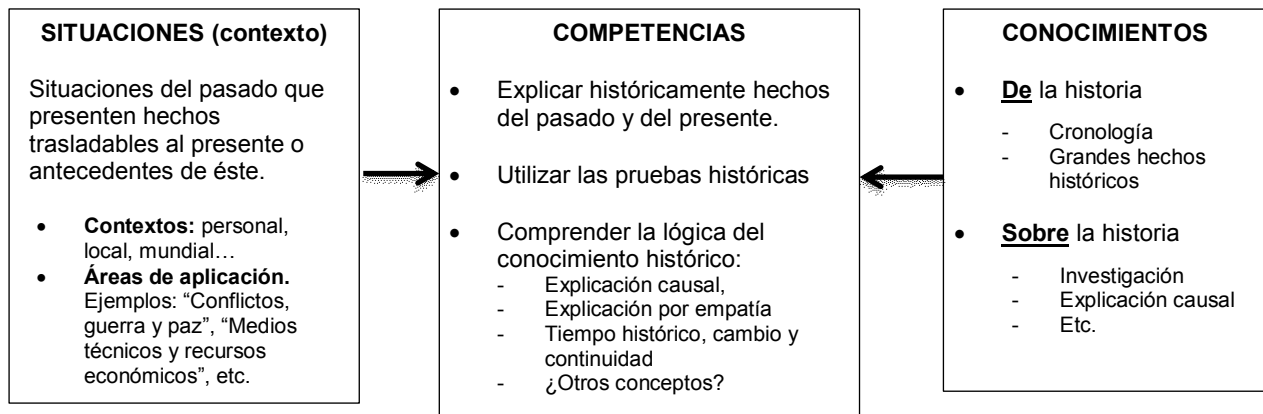 SITUACIONES (contexto)
Situaciones del pasado que
presenten hechos
trasladables al presente o
antecedentes de éste.
• Contextos: personal,
local, mundial…
• Áreas de aplicación.
Ejemplos: “Conflictos,
guerra y paz”, “Medios
técnicos y recursos
económicos”, etc.
COMPETENCIAS
• Explicar históricamente hechos
del pasado y del presente.
• Utilizar las pruebas históricas
• Comprender la lógica del
conocimiento histórico:
- Explicación causal,
- Explicación por empatía
- Tiempo histórico, cambio y
continuidad
- ¿Otros conceptos?
CONOCIMIENTOS
• De la historia
- Cronología
- Grandes hechos
históricos
• Sobre la historia
- Investigación
- Explicación causal
- Etc.